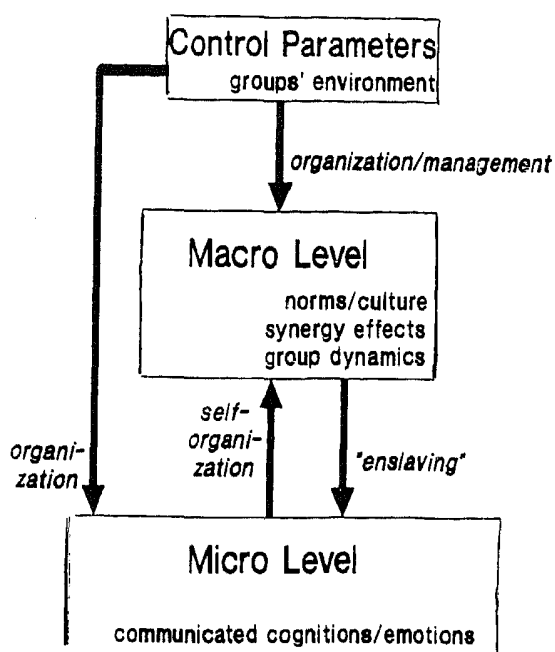 Control Parameters
groups' environment
organization/management
Macro Level
norms/culture
synergy effects
group dynamics
self-
organi-
zation
"enslaving"
organi-
zation
Micro Level
communicated cognitions/emotions